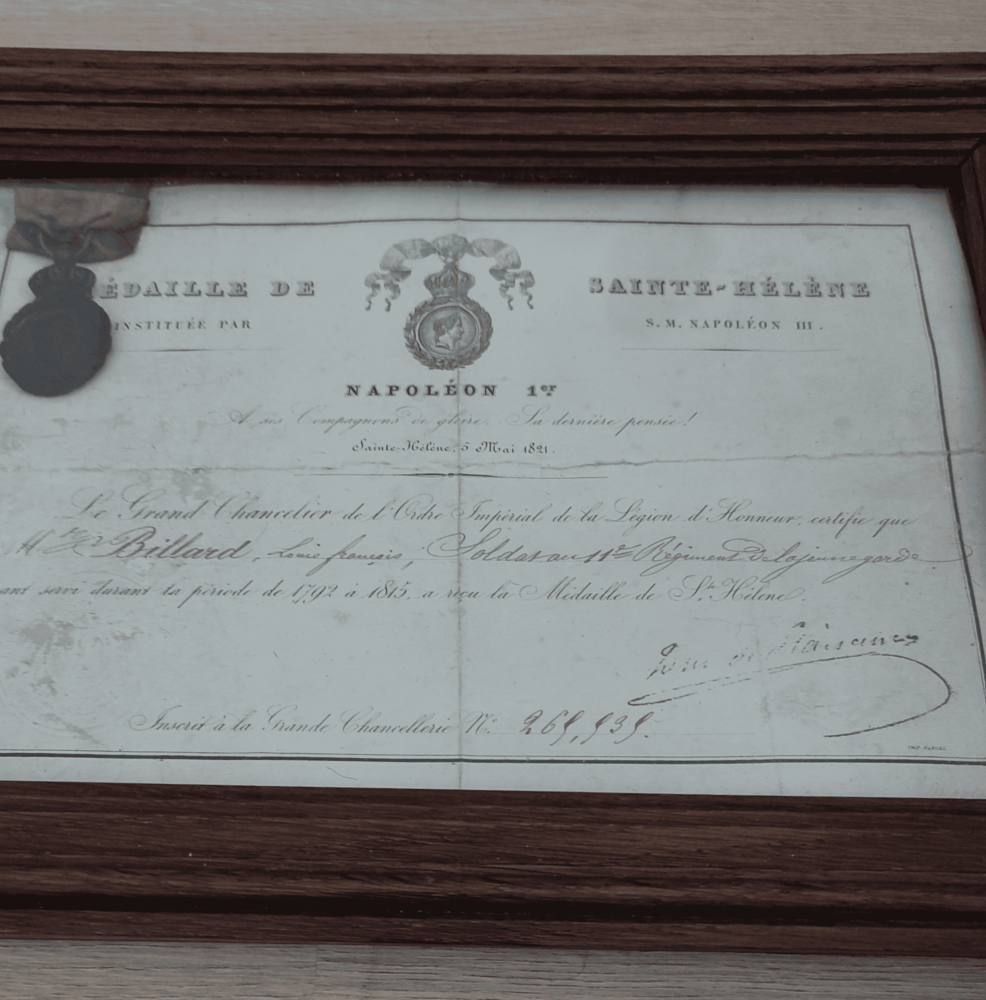 ÉDAILLE DE SAINTE-HÉLÈNE
INSTITUÉE PAR S. M. NAPOLÉON III.
NAPOLÉON 1er
A ses Compagnons de gloire. Sa dernière pensée!
Sainte-Hélène, 5 Mai 1821.
Le Grand Chancelier de l'Ordre Impérial de la Légion d'Honneur, certifie que
Billard, Louis françois, Soldat au 11e Régiment de la jeune garde
ant servi durant la période de 1792 à 1815, a reçu la Médaille de Ste Hélène.
Inscrit à la Grande Chancellerie No